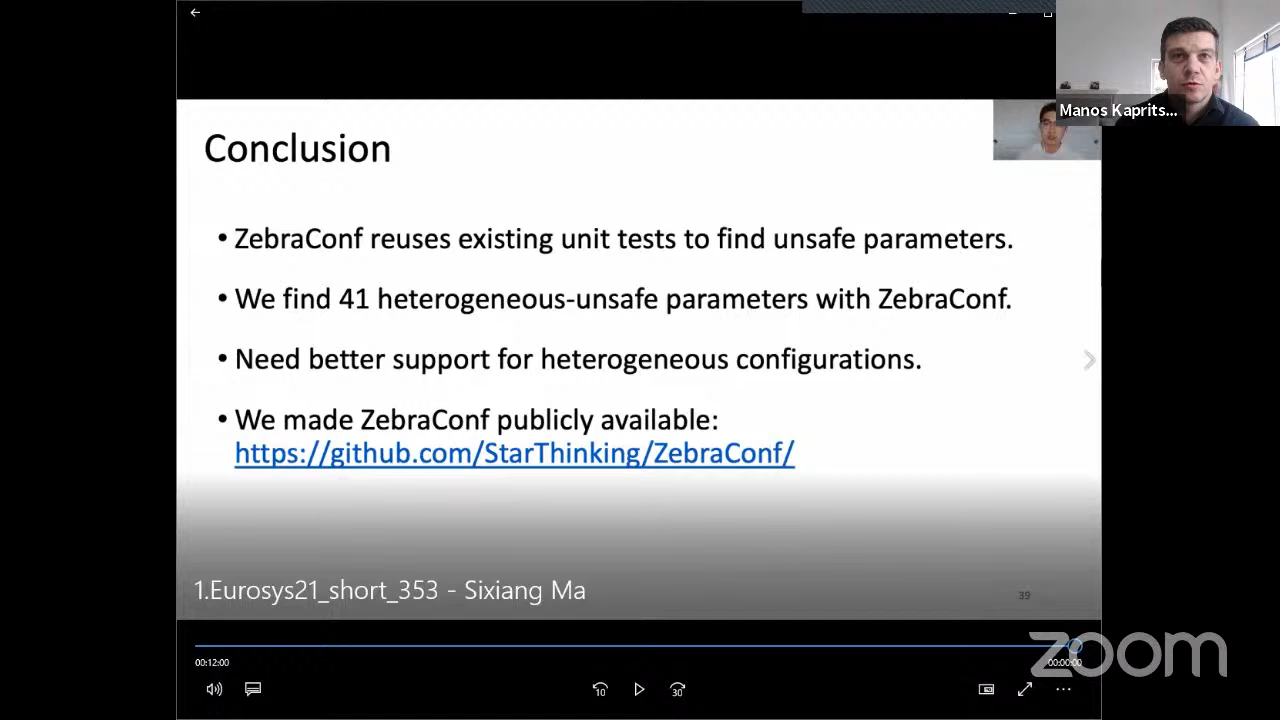 Manos Kaprits...
Conclusion
• ZebraConf reuses existing unit tests to find unsafe parameters.
• We find 41 heterogeneous-unsafe parameters with ZebraConf.
• Need better support for heterogeneous configurations.
• We made ZebraConf publicly available:
https://github.com/StarThinking/ZebraConf/
1.Eurosys21_short_353 - Sixiang Ma
39
zoom
00:12:00
00:00:00
10
30